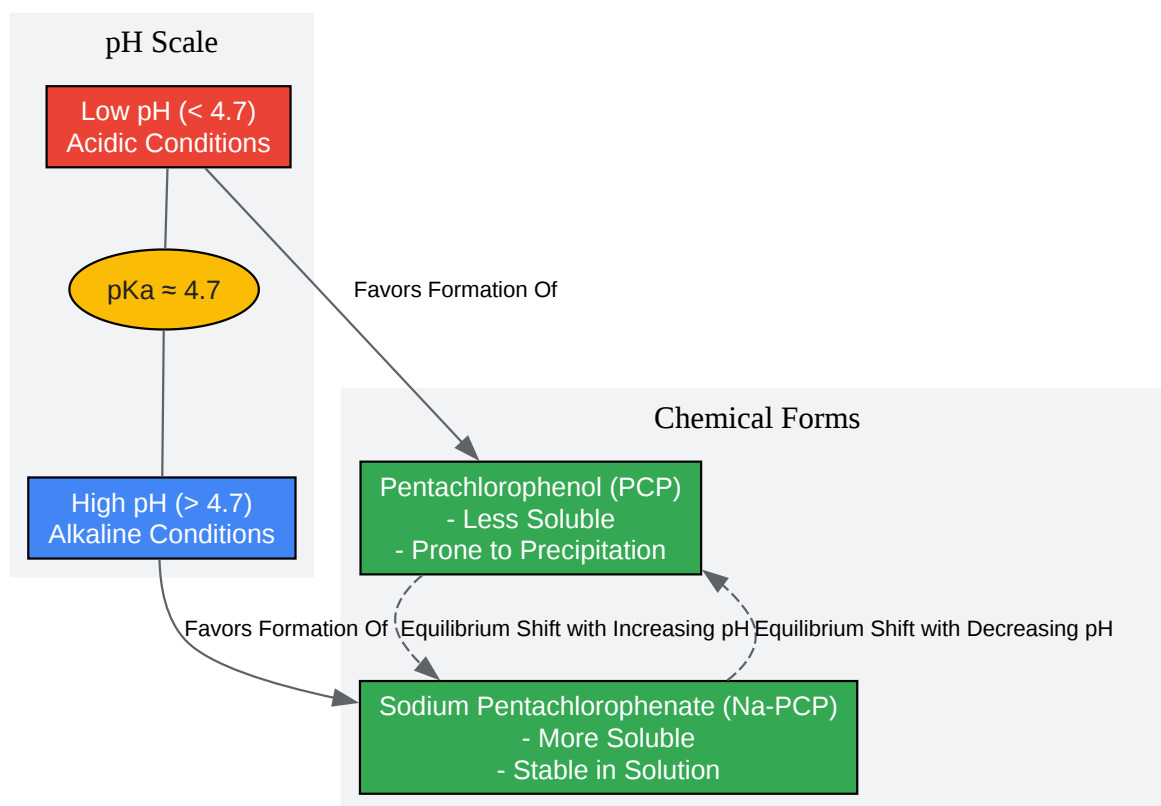 pH Scale
Low pH (< 4.7)
Acidic Conditions
pKa ≈ 4.7
Favors Formation Of
High pH (> 4.7)
Alkaline Conditions
Chemical Forms
Pentachlorophenol (PCP)
- Less Soluble
- Prone to Precipitation
Favors Formation Of
Equilibrium Shift with Increasing pH
Equilibrium Shift with Decreasing pH
Sodium Pentachlorophenate (Na-PCP)
- More Soluble
- Stable in Solution